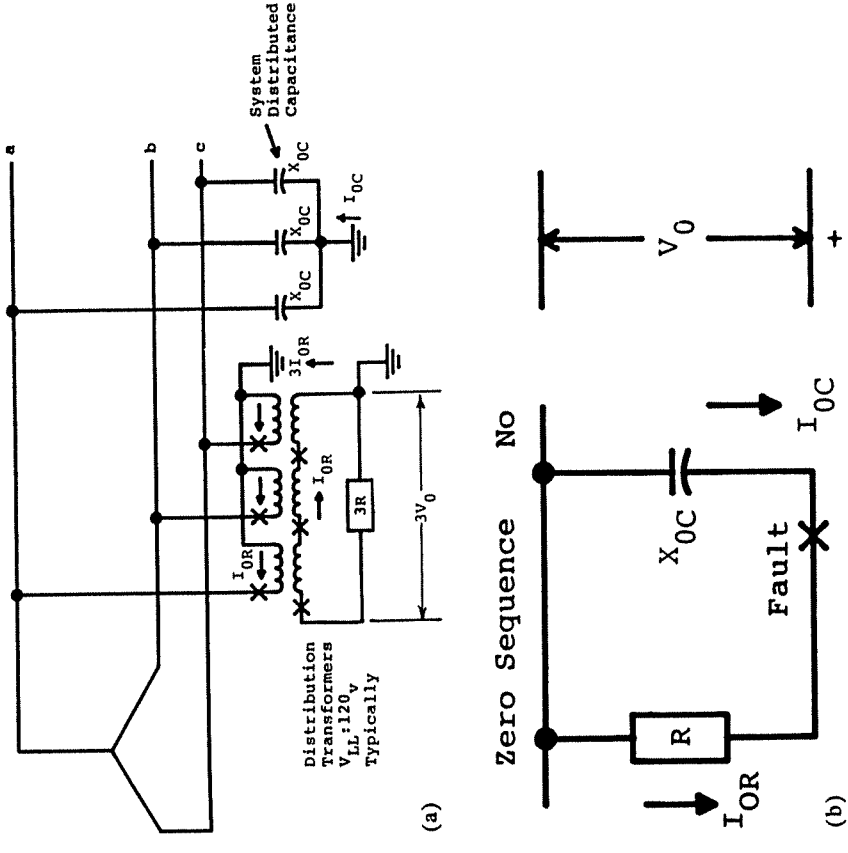 a
b
c
System
Distributed
Capacitance
X0C
X0C
X0C
I0C
I0R
3I0R
I0R
3R
3V0
Distribution
Transformers
VLL:120v
Typically
(a)
Zero Sequence No
R
I0R
X0C
I0C
Fault
V0
+
(b)